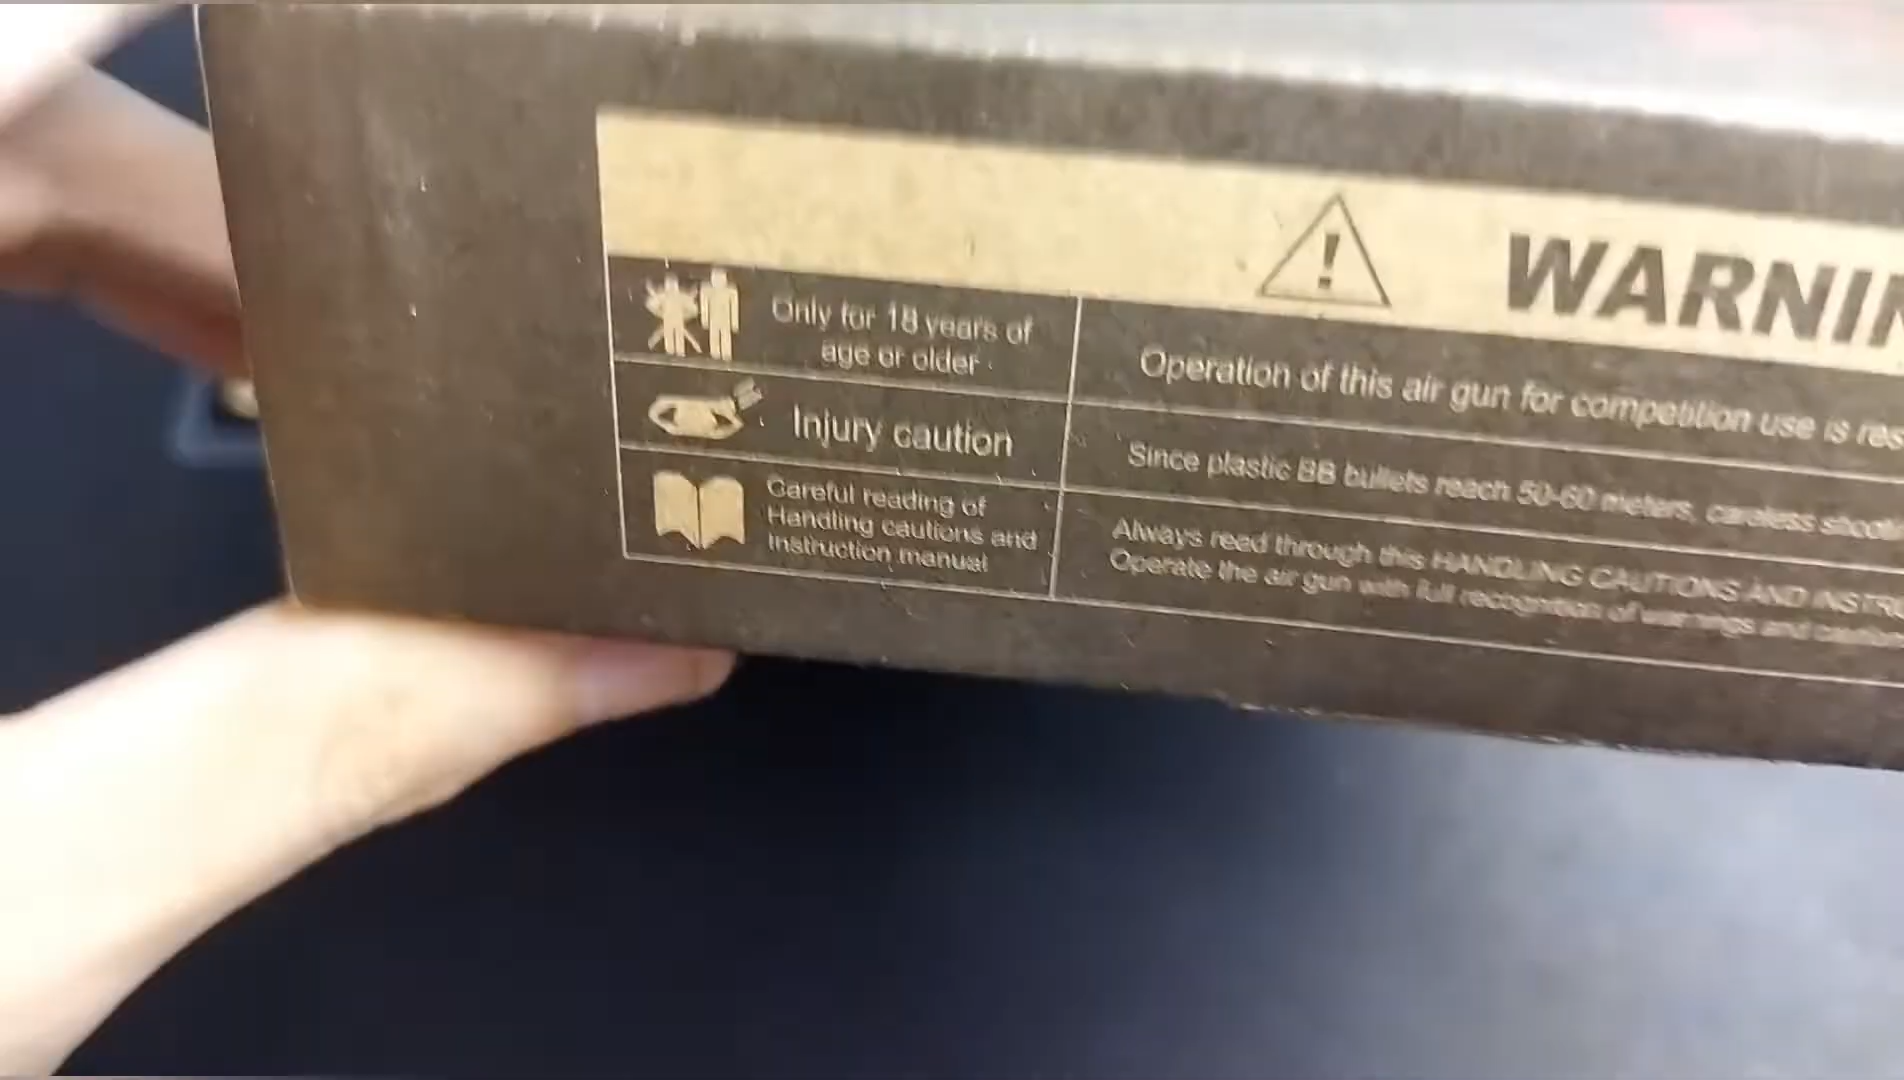 WARNIN
Only for 18 years of
age or older
Operation of this air gun for competition use is res
Injury caution
Since plastic BB bullets reach 50-60 meters, careless shoot
Careful reading of
Handling cautions and
Instruction manual
Always read through this HANDLING CAUTIONS AND INSTRU
Operate the air gun with full recognition of warnings and caution